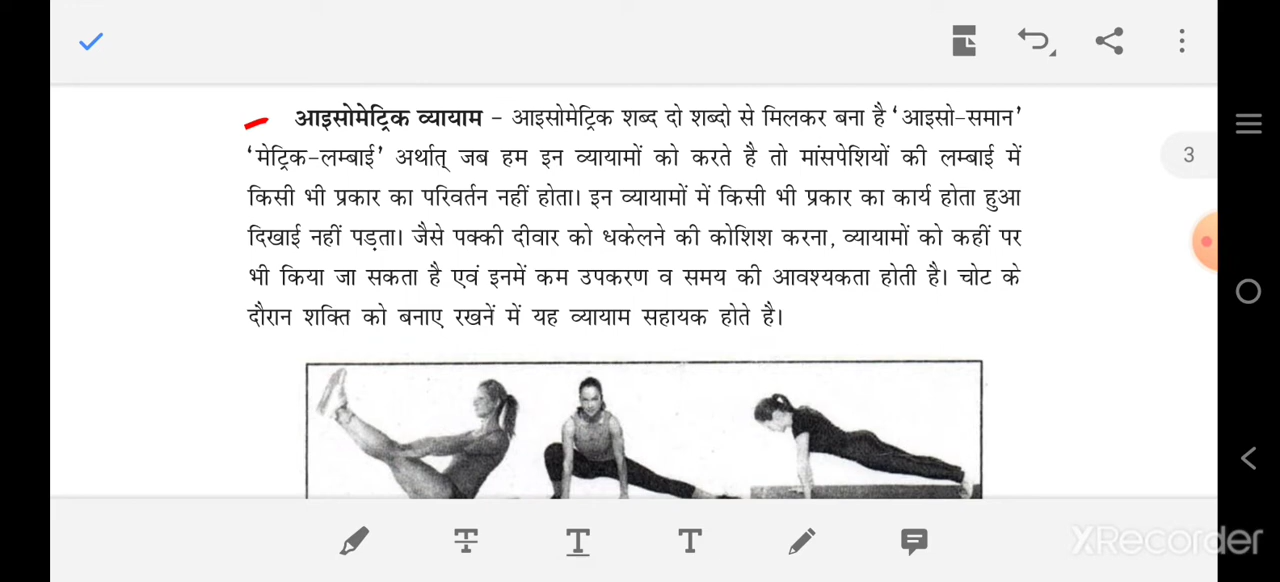 आइसोमेट्रिक व्यायाम - आइसोमेट्रिक शब्द दो शब्दो से मिलकर बना है 'आइसो-समान'
3
'मेट्रिक-लम्बाई' अर्थात् जब हम इन व्यायामों को करते है तो मांसपेशियों की लम्बाई में
किसी भी प्रकार का परिवर्तन नहीं होता। इन व्यायामों में किसी भी प्रकार का कार्य होता हुआ
दिखाई नहीं पड़ता। जैसे पक्की दीवार को धकेलने की कोशिश करना, व्यायामों को कहीं पर
भी किया जा सकता है एवं इनमें कम उपकरण व समय की आवश्यकता होती है। चोट के
दौरान शक्ति को बनाए रखनें में यह व्यायाम सहायक होते है।
XRecorder